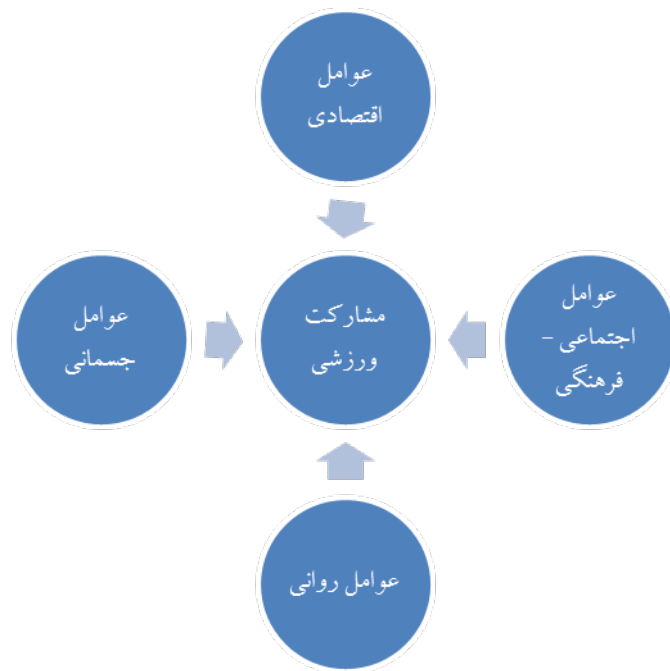 عوامل
اقتصادی
عوامل
اجتماعی –
فرهنگی
مشارکت
ورزشی
عوامل
جسمانی
عوامل روانی